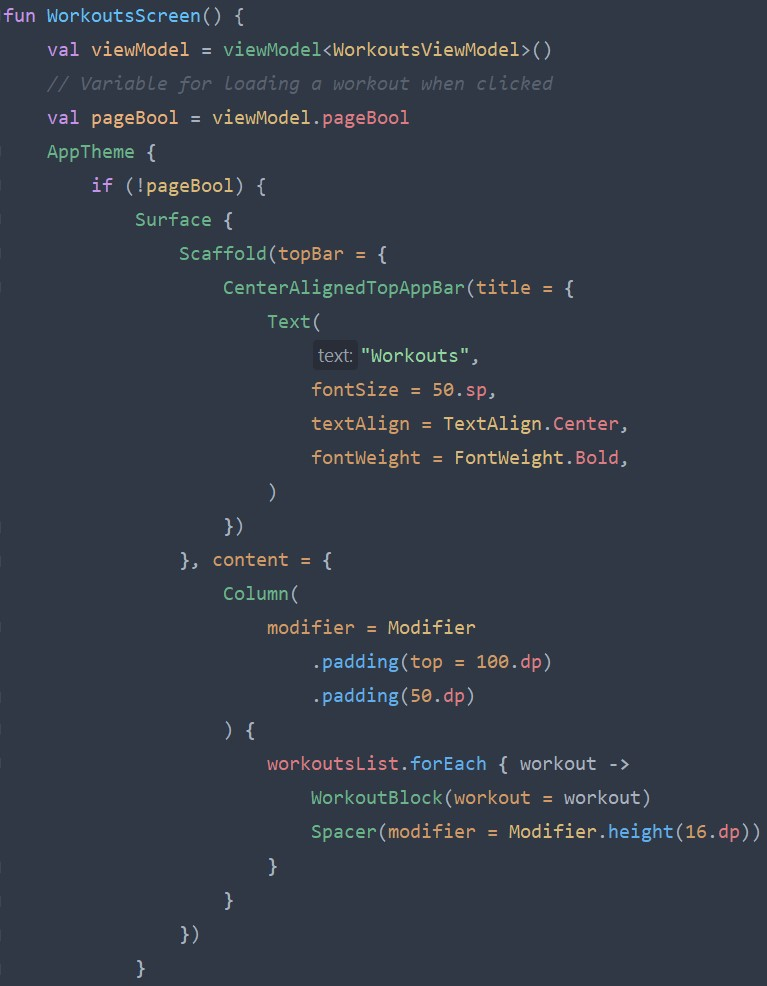 fun WorkoutsScreen() {
    val viewModel = viewModel<WorkoutsViewModel>()
    // Variable for loading a workout when clicked
    val pageBool = viewModel.pageBool
    AppTheme {
        if (!pageBool) {
            Surface {
                Scaffold(topBar = {
                    CenterAlignedTopAppBar(title = {
                        Text(
                            text: "Workouts",
                            fontSize = 50.sp,
                            textAlign = TextAlign.Center,
                            fontWeight = FontWeight.Bold,
                        )
                    })
                }, content = {
                    Column(
                        modifier = Modifier
                            .padding(top = 100.dp)
                            .padding(50.dp)
                    ) {
                        workoutsList.forEach { workout ->
                            WorkoutBlock(workout = workout)
                            Spacer(modifier = Modifier.height(16.dp))
                        }
                    }
                })
            }